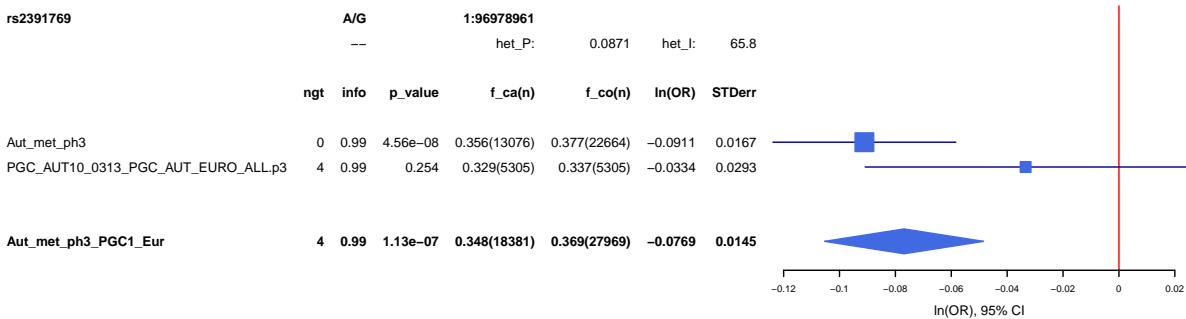 rs2391769 A/G 1:96978961
−− het_P: 0.0871 het_I: 65.8
ngt info p_value f_ca(n) f_co(n) ln(OR) STDerr
Aut_met_ph3 0 0.99 4.56e−08 0.356(13076) 0.377(22664) −0.0911 0.0167
PGC_AUT10_0313_PGC_AUT_EURO_ALL.p3 4 0.99 0.254 0.329(5305) 0.337(5305) −0.0334 0.0293
Aut_met_ph3_PGC1_Eur 4 0.99 1.13e−07 0.348(18381) 0.369(27969) −0.0769 0.0145
−0.12 −0.1 −0.08 −0.06 −0.04 −0.02 0 0.02
ln(OR), 95% CI